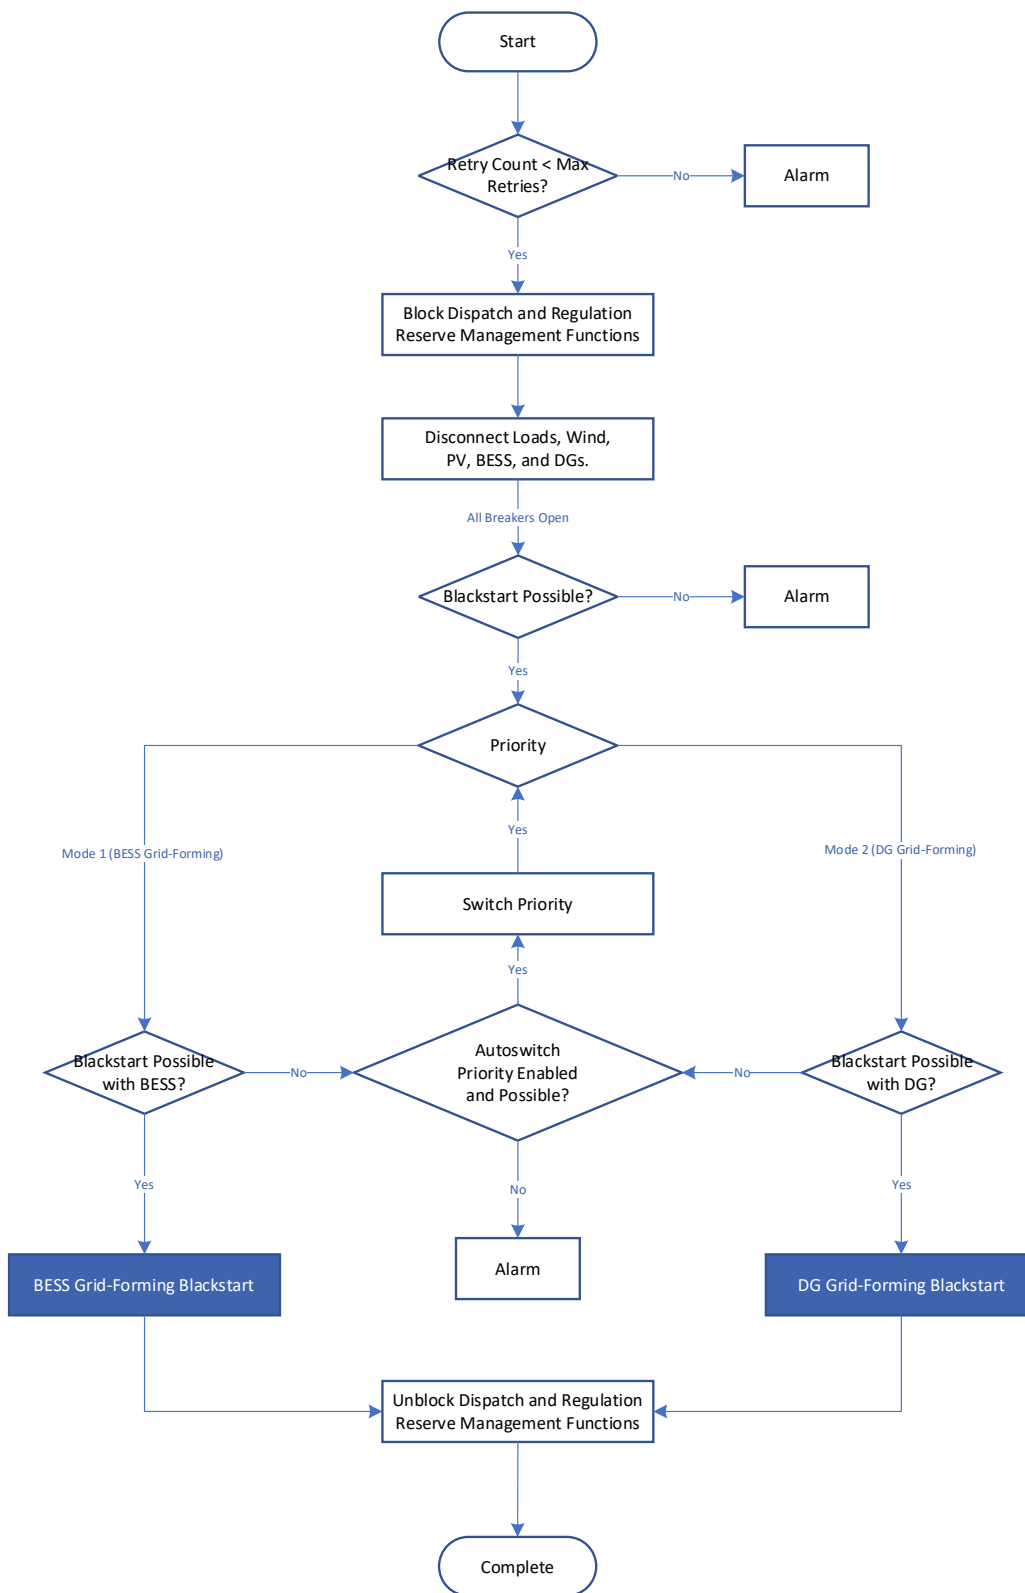 Start
Retry Count < Max
Retries?
No
Alarm
Yes
Block Dispatch and Regulation
Reserve Management Functions
Disconnect Loads, Wind,
PV, BESS, and DGs.
All Breakers Open
Blackstart Possible?
No
Alarm
Yes
Priority
Yes
Mode 1 (BESS Grid-Forming)
Mode 2 (DG Grid-Forming)
Switch Priority
Yes
Blackstart Possible
with BESS?
No
Autoswitch
Priority Enabled
and Possible?
No
Blackstart Possible
with DG?
Yes
No
Yes
BESS Grid-Forming Blackstart
Alarm
DG Grid-Forming Blackstart
Unblock Dispatch and Regulation
Reserve Management Functions
Complete